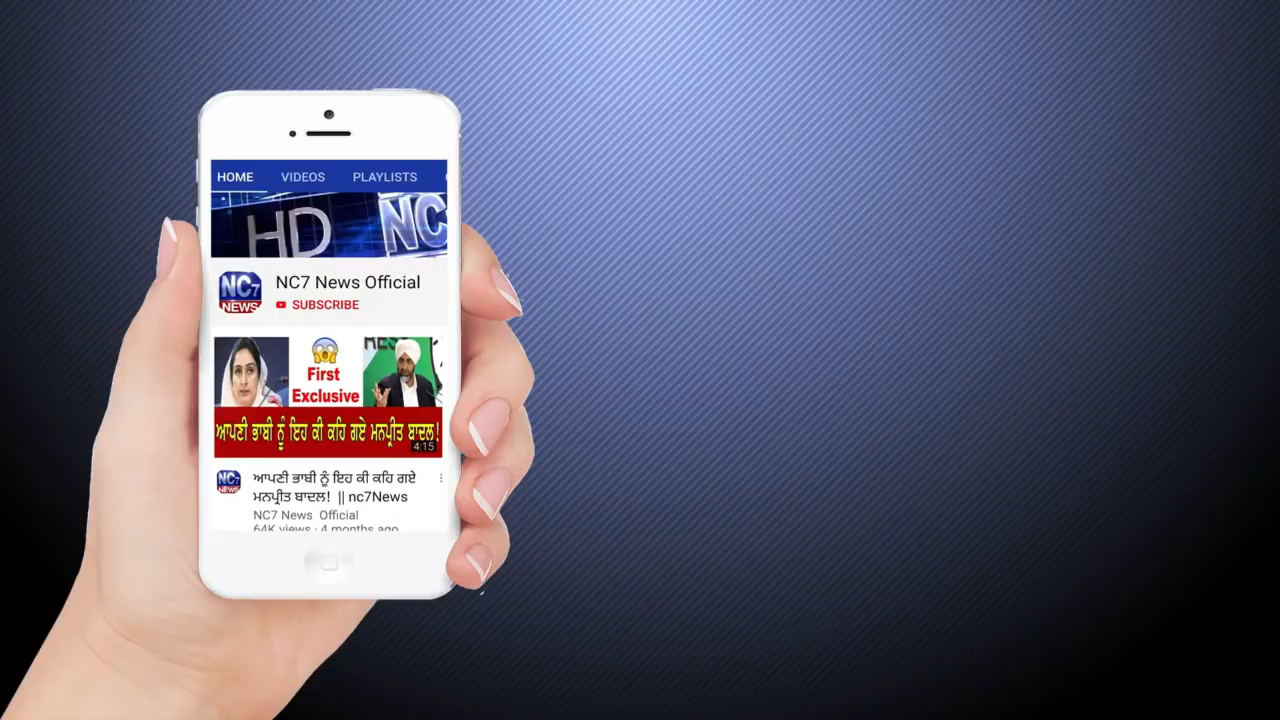 HOME VIDEOS PLAYLISTS
HD NC
NC7 NEWS
NC7 News Official
SUBSCRIBE
First
Exclusive
ਆਪਣੀ ਭਾਬੀ ਨੂੰ ਇਹ ਕੀ ਕਹਿ ਗਏ ਮਨਪ੍ਰੀਤ ਬਾਦਲ!
4:15
NC7 NEWS
ਆਪਣੀ ਭਾਬੀ ਨੂੰ ਇਹ ਕੀ ਕਹਿ ਗਏ
ਮਨਪ੍ਰੀਤ ਬਾਦਲ! || nc7News
NC7 News Official
64K views · 4 months ago